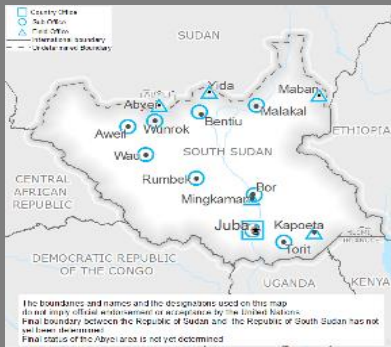 Country Office
Sub Office
Field Office
International boundary
Undetermined Boundary
SUDAN
Yida
Maban
Abyei
Malakal
Bentiu
Wunrok
Aweil
ETHIOPIA
Wau
SOUTH SUDAN
CENTRAL
AFRICAN
REPUBLIC
Rumbek
Bor
Mingkaman
Juba
Kapoeta
Torit
DEMOCRATIC REPUBLIC
OF THE CONGO
UGANDA
KENYA
The boundaries and names and the designations used on this map
do not imply official endorsement or acceptance by the United Nations
Final boundary between the Republic of Sudan and the Republic of South Sudan has not
yet been determined
Final status of the Abyei area is not yet determined